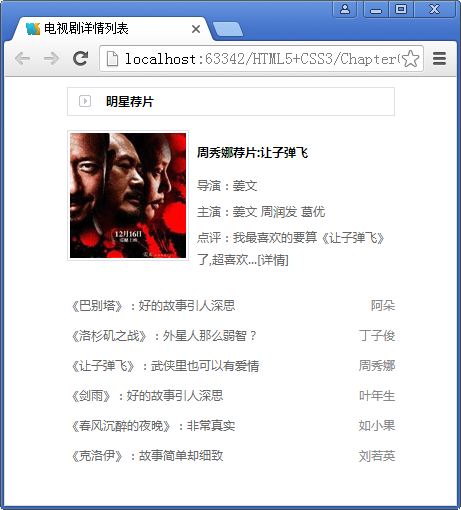 电视剧详情列表
localhost:63342/HTML5+CSS3/Chapter
明星荐片
周秀娜荐片:让子弹飞
导演：姜文
主演：姜文 周润发 葛优
点评：我最喜欢的要算《让子弹飞》
了,超喜欢...[详情]
12月16日
《巴别塔》：好的故事引人深思 阿朵
《洛杉矶之战》：外星人那么弱智？ 丁子俊
《让子弹飞》：武侠里也可以有爱情 周秀娜
《剑雨》：好的故事引人深思 叶年生
《春风沉醉的夜晚》：非常真实 如小果
《克洛伊》：故事简单却细致 刘若英